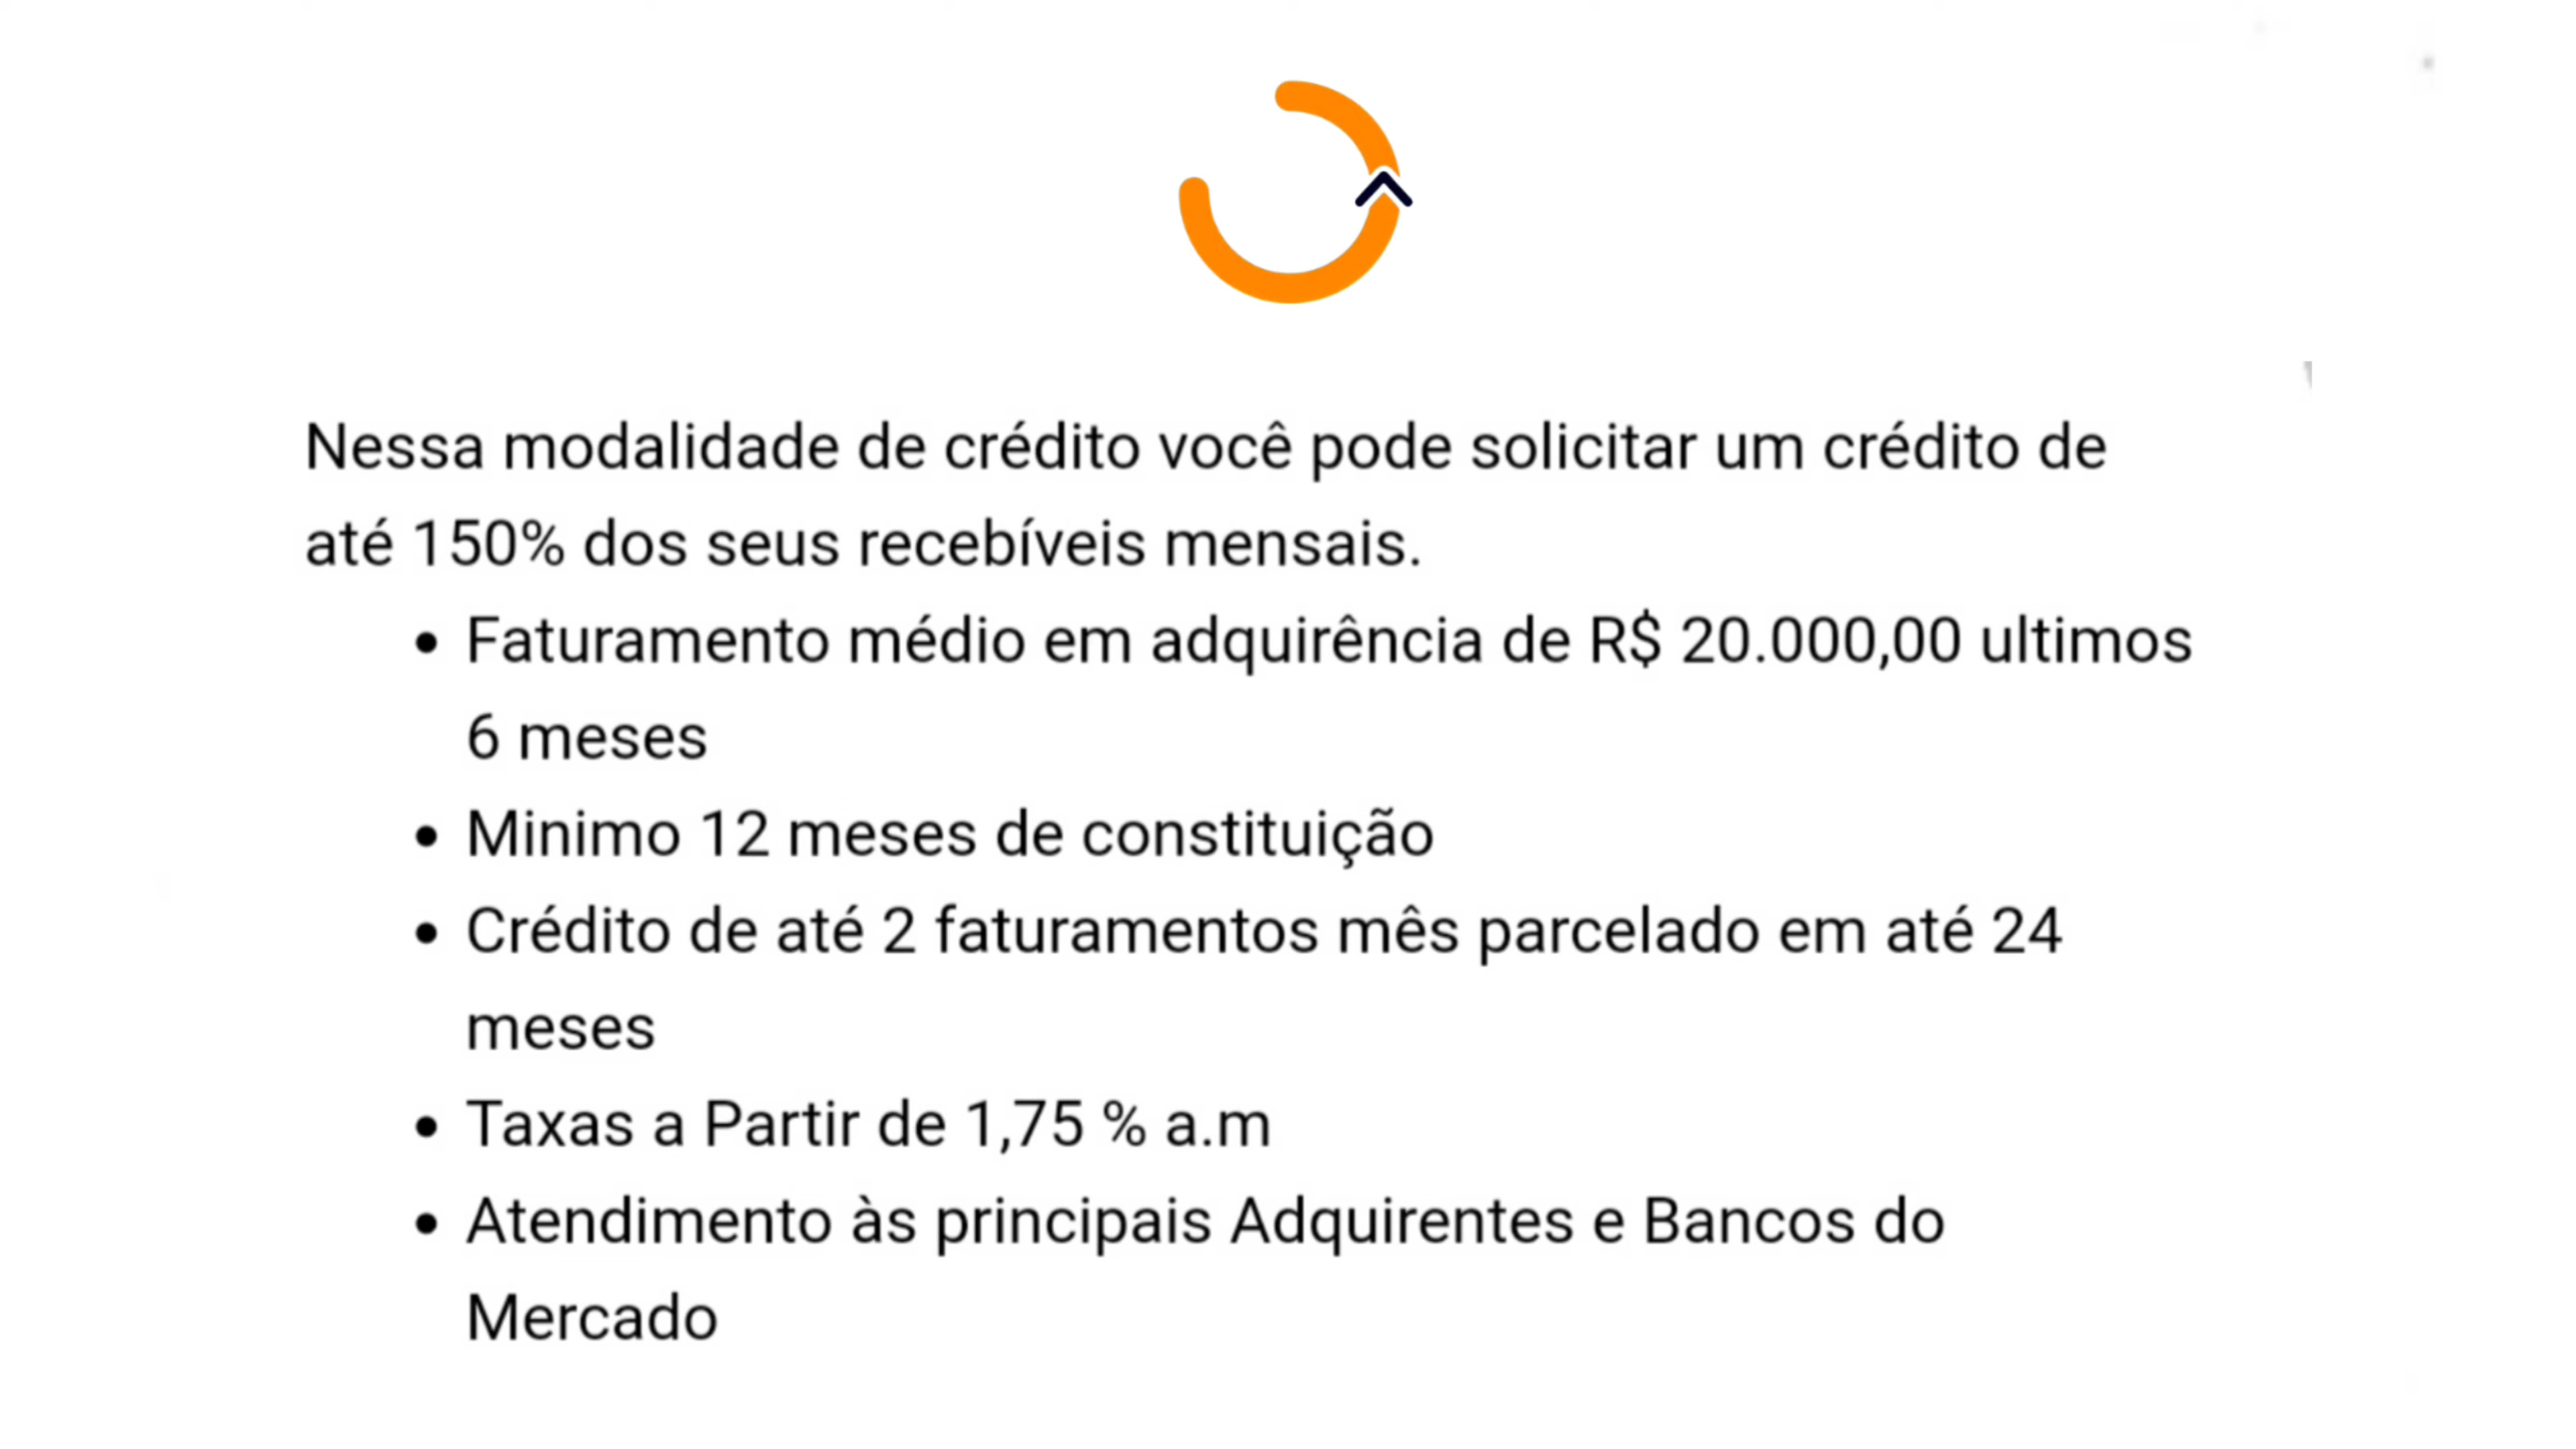 Nessa modalidade de crédito você pode solicitar um crédito de
até 150% dos seus recebíveis mensais.
• Faturamento médio em adquirência de R$ 20.000,00 ultimos
6 meses
• Minimo 12 meses de constituição
• Crédito de até 2 faturamentos mês parcelado em até 24
meses
• Taxas a Partir de 1,75 % a.m
• Atendimento às principais Adquirentes e Bancos do
Mercado